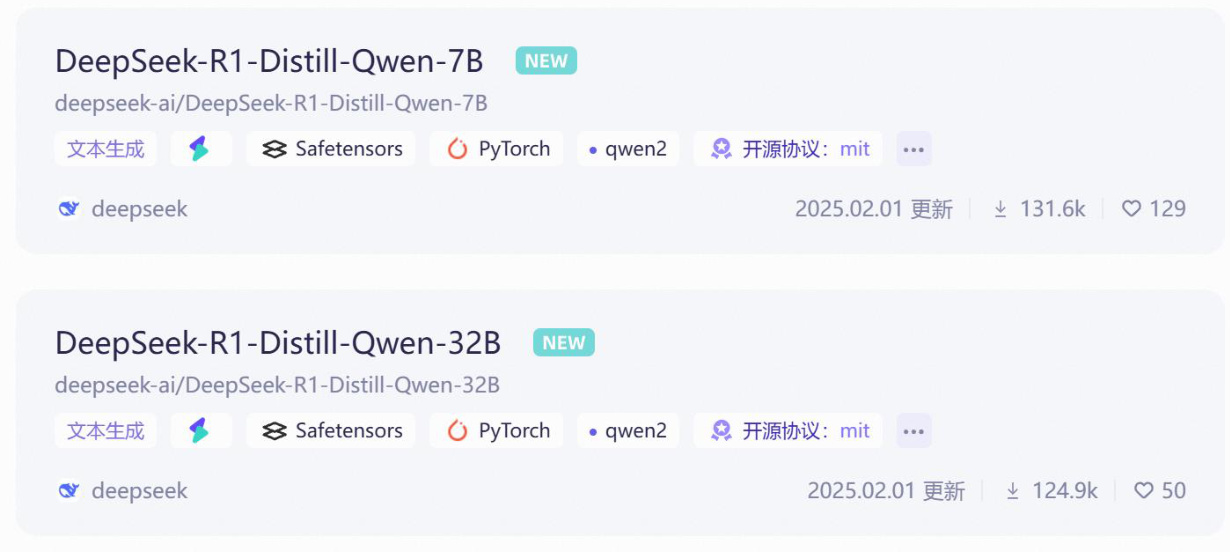 DeepSeek-R1-Distill-Qwen-7B NEW
deepseek-ai/DeepSeek-R1-Distill-Qwen-7B
文本生成 Safetensors PyTorch • qwen2 开源协议：mit •••
deepseek 2025.02.01 更新 131.6k 129
DeepSeek-R1-Distill-Qwen-32B NEW
deepseek-ai/DeepSeek-R1-Distill-Qwen-32B
文本生成 Safetensors PyTorch • qwen2 开源协议：mit •••
deepseek 2025.02.01 更新 124.9k 50